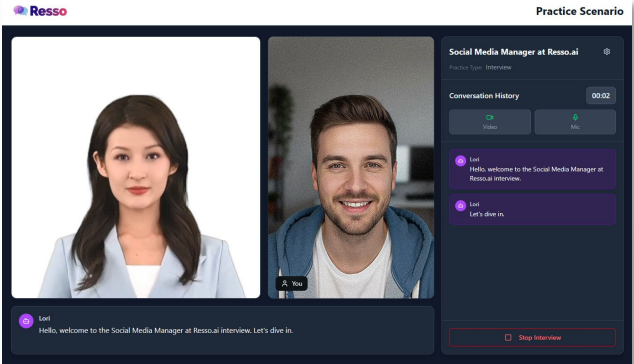 Resso
Practice Scenario
Social Media Manager at Resso.ai
Practice Type Interview
Conversation History
00:02
Video
Mic
Lori
Hello, welcome to the Social Media Manager at
Resso.ai interview.
Lori
Let's dive in.
You
Lori
Hello, welcome to the Social Media Manager at Resso.ai interview. Let's dive in.
Stop Interview